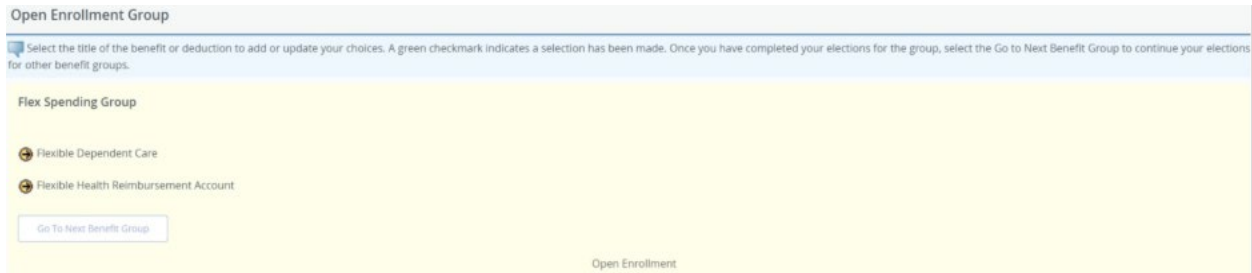 Open Enrollment Group
Select the title of the benefit or deduction to add or update your choices. A green checkmark indicates a selection has been made. Once you have completed your elections for the group, select the Go to Next Benefit Group to continue your elections
for other benefit groups.
Flex Spending Group
Flexible Dependent Care
Flexible Health Reimbursement Account
Go To Next Benefit Group
Open Enrollment